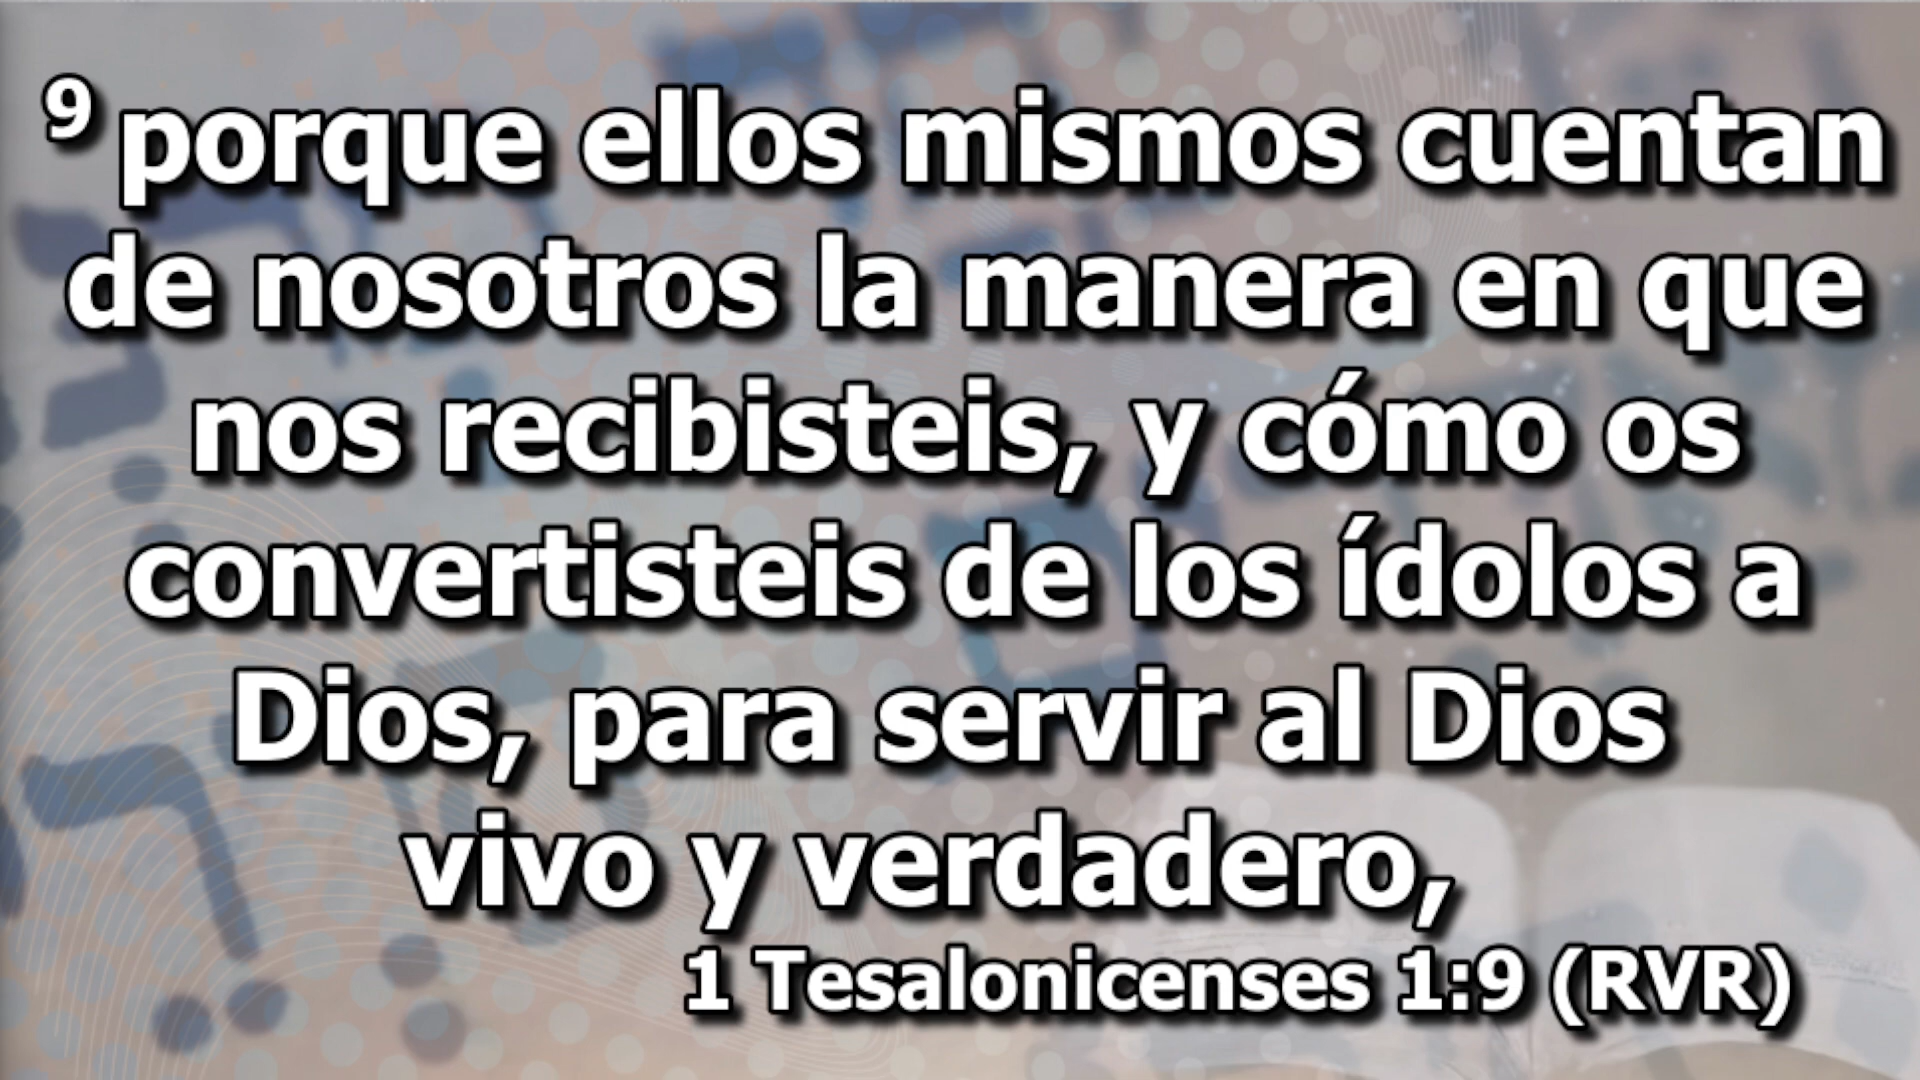 9 porque ellos mismos cuentan
de nosotros la manera en que
nos recibisteis, y cómo os
convertisteis de los ídolos a
Dios, para servir al Dios
vivo y verdadero,
1 Tesalonicenses 1:9 (RVR)